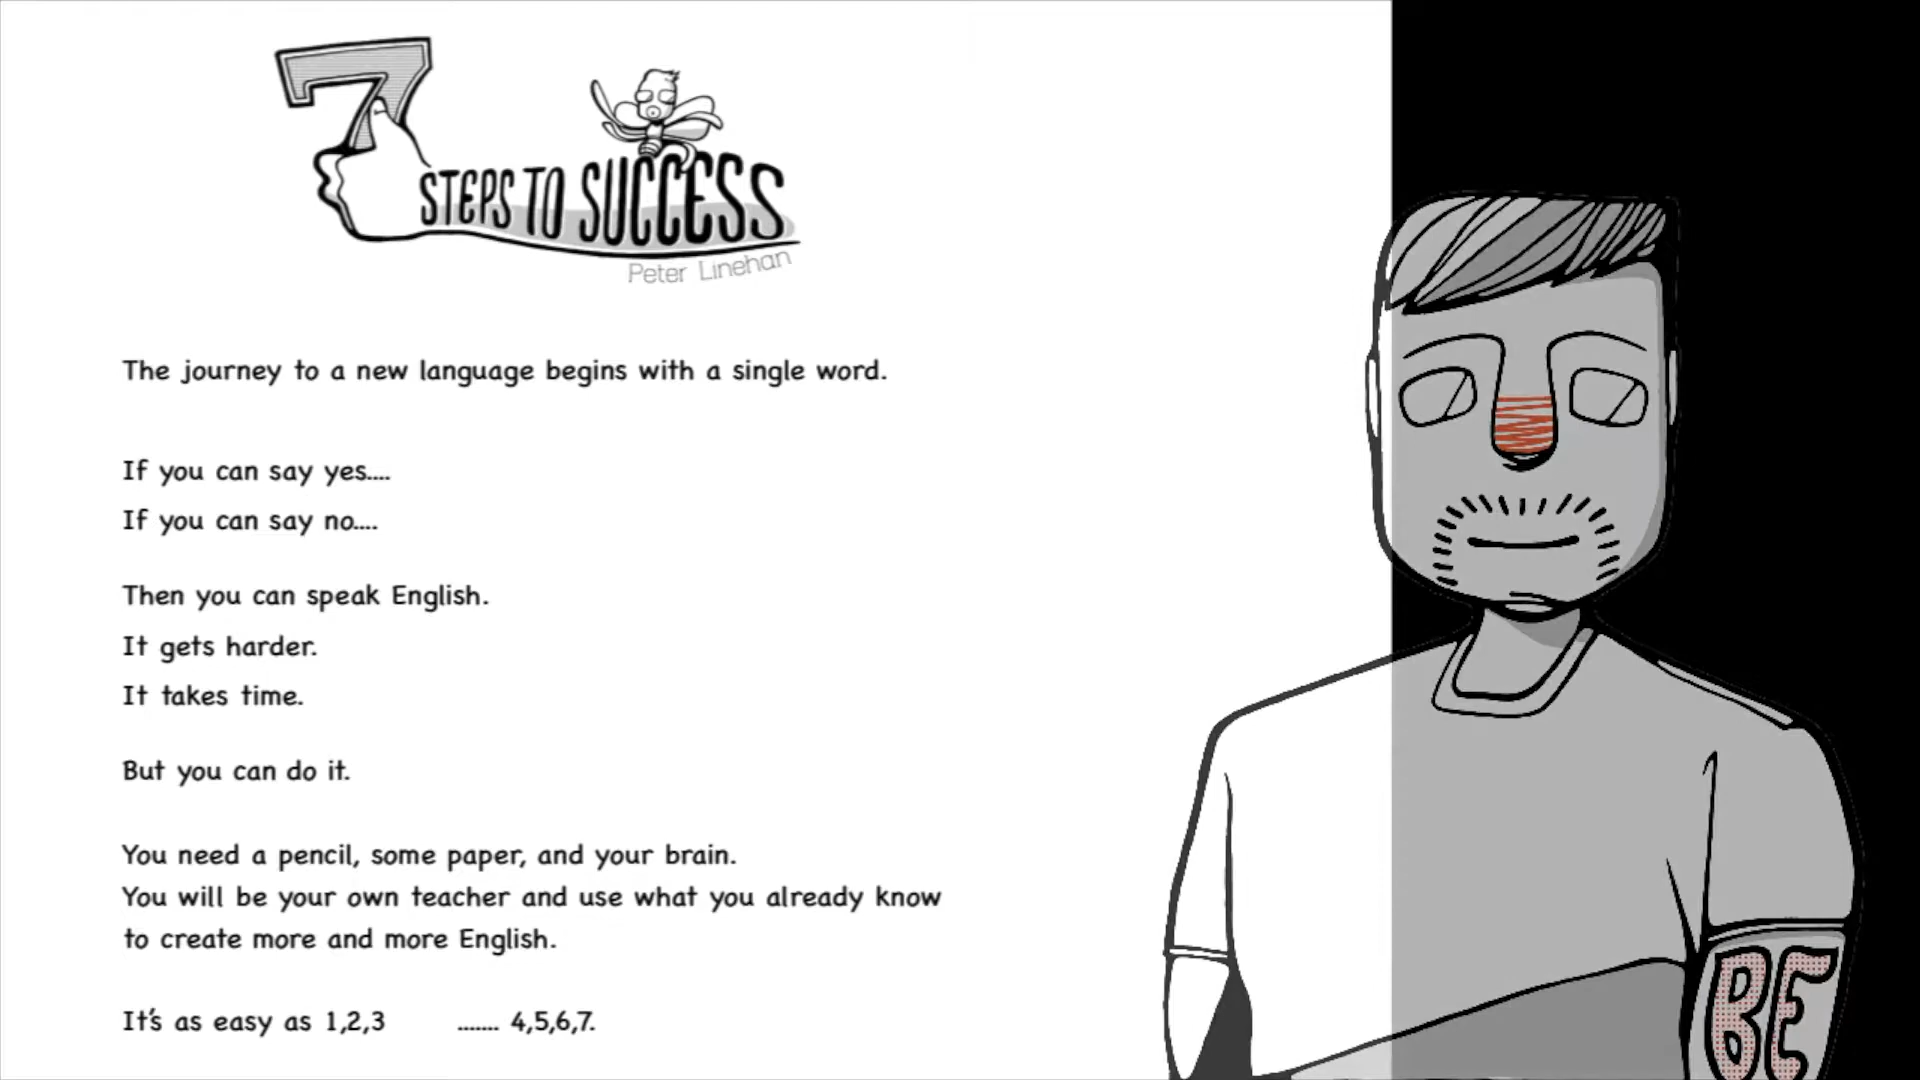 7
STEPS TO SUCCESS
Peter Linehan
The journey to a new language begins with a single word.
If you can say yes....
If you can say no....
Then you can speak English.
It gets harder.
It takes time.
But you can do it.
You need a pencil, some paper, and your brain.
You will be your own teacher and use what you already know
to create more and more English.
It's as easy as 1,2,3 ....... 4,5,6,7.
BE